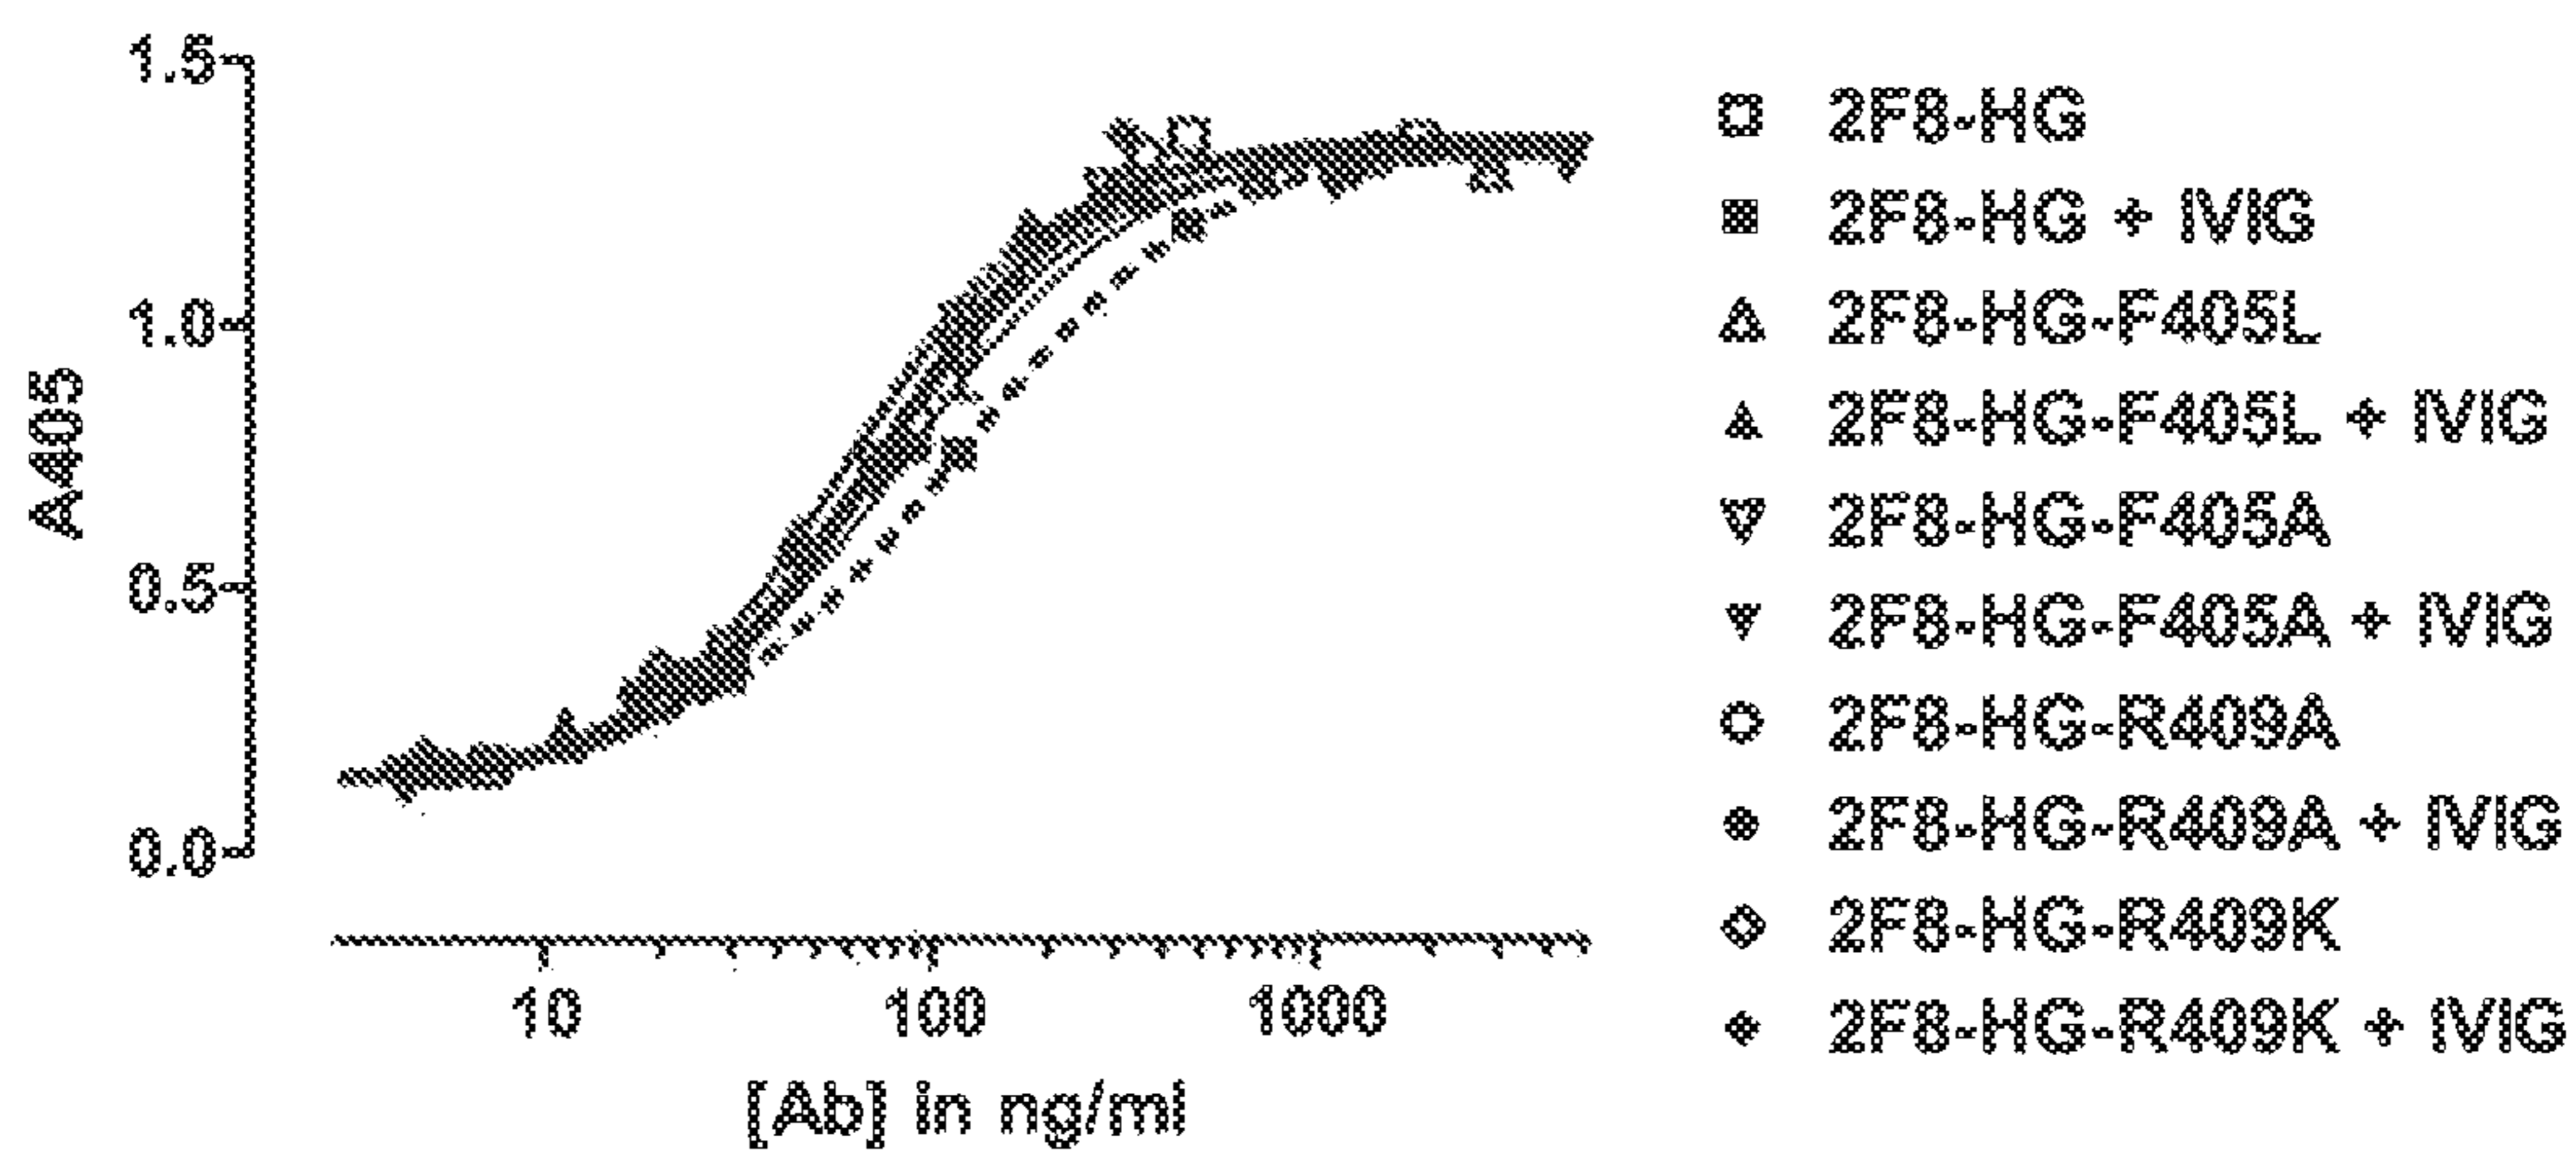 1.5
1.0
0.5
0.0
A405
10 100 1000
[Ab] in ng/ml
2F8-HG
2F8-HG + IVIG
2F8-HG-F405L
2F8-HG-F405L + IVIG
2F8-HG-F405A
2F8-HG-F405A + IVIG
2F8-HG-R409A
2F8-HG-R409A + IVIG
2F8-HG-R409K
2F8-HG-R409K + IVIG